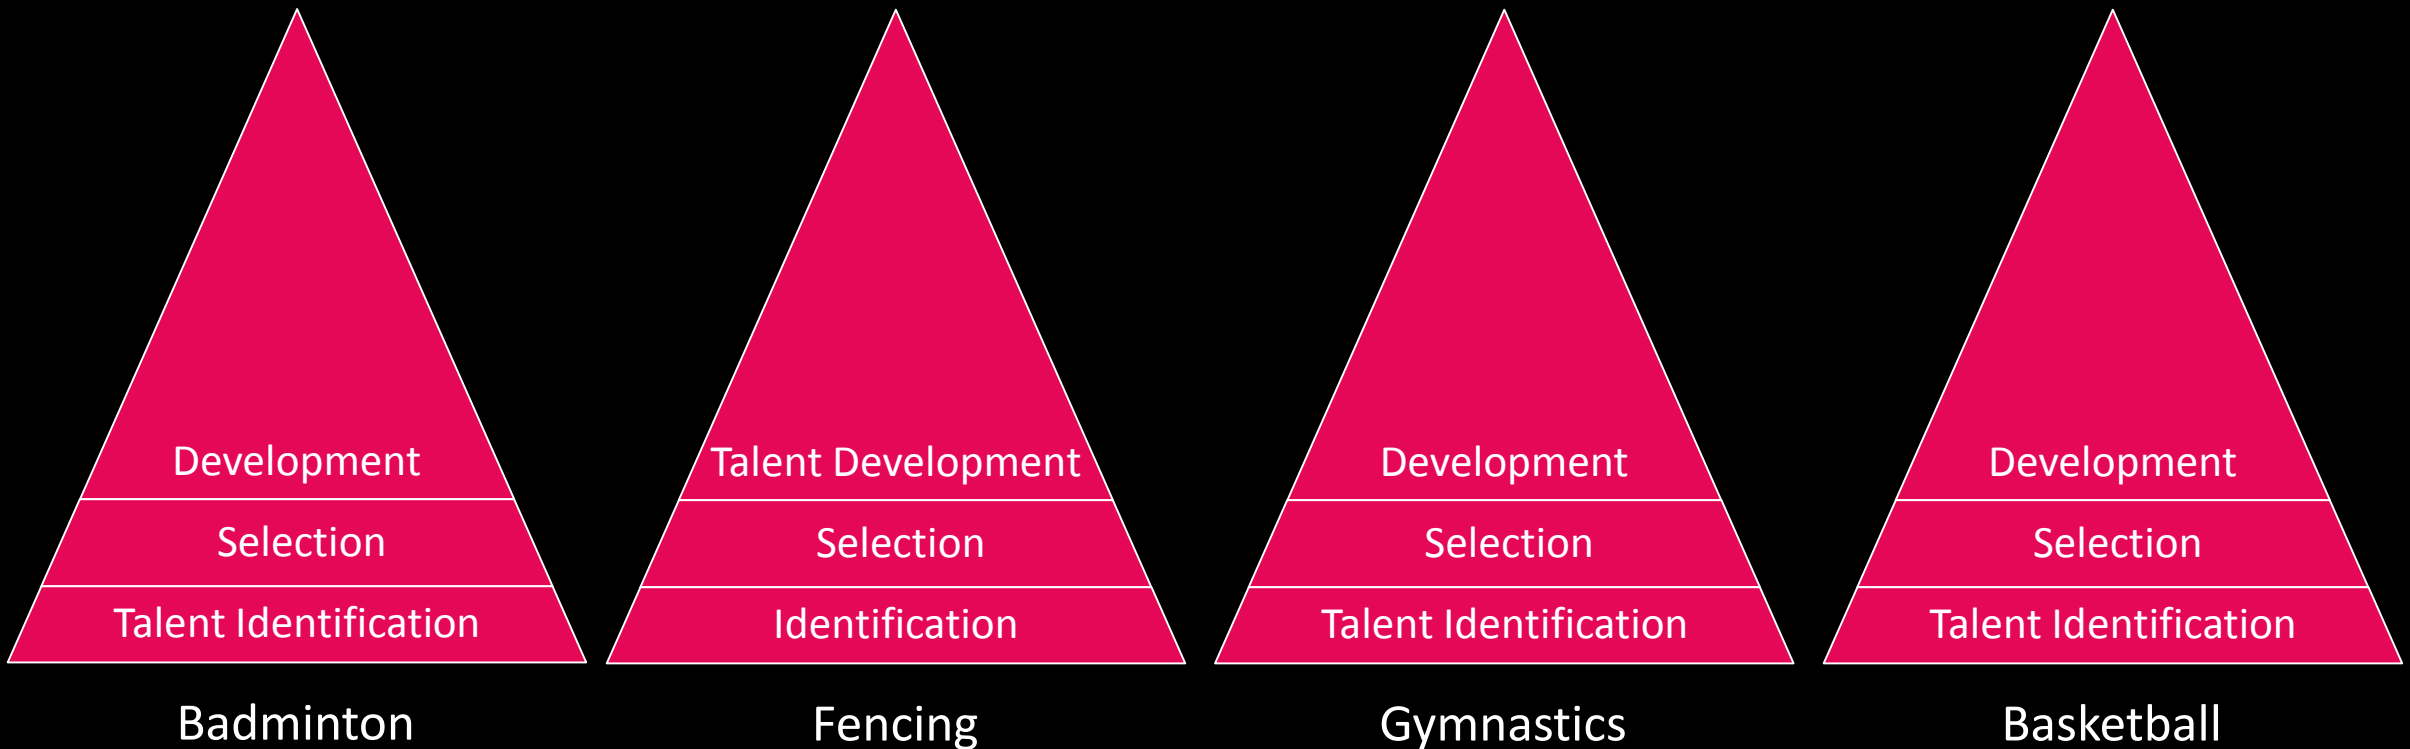 Development
Selection
Talent Identification
Badminton
Talent Development
Selection
Identification
Fencing
Development
Selection
Talent Identification
Gymnastics
Development
Selection
Talent Identification
Basketball